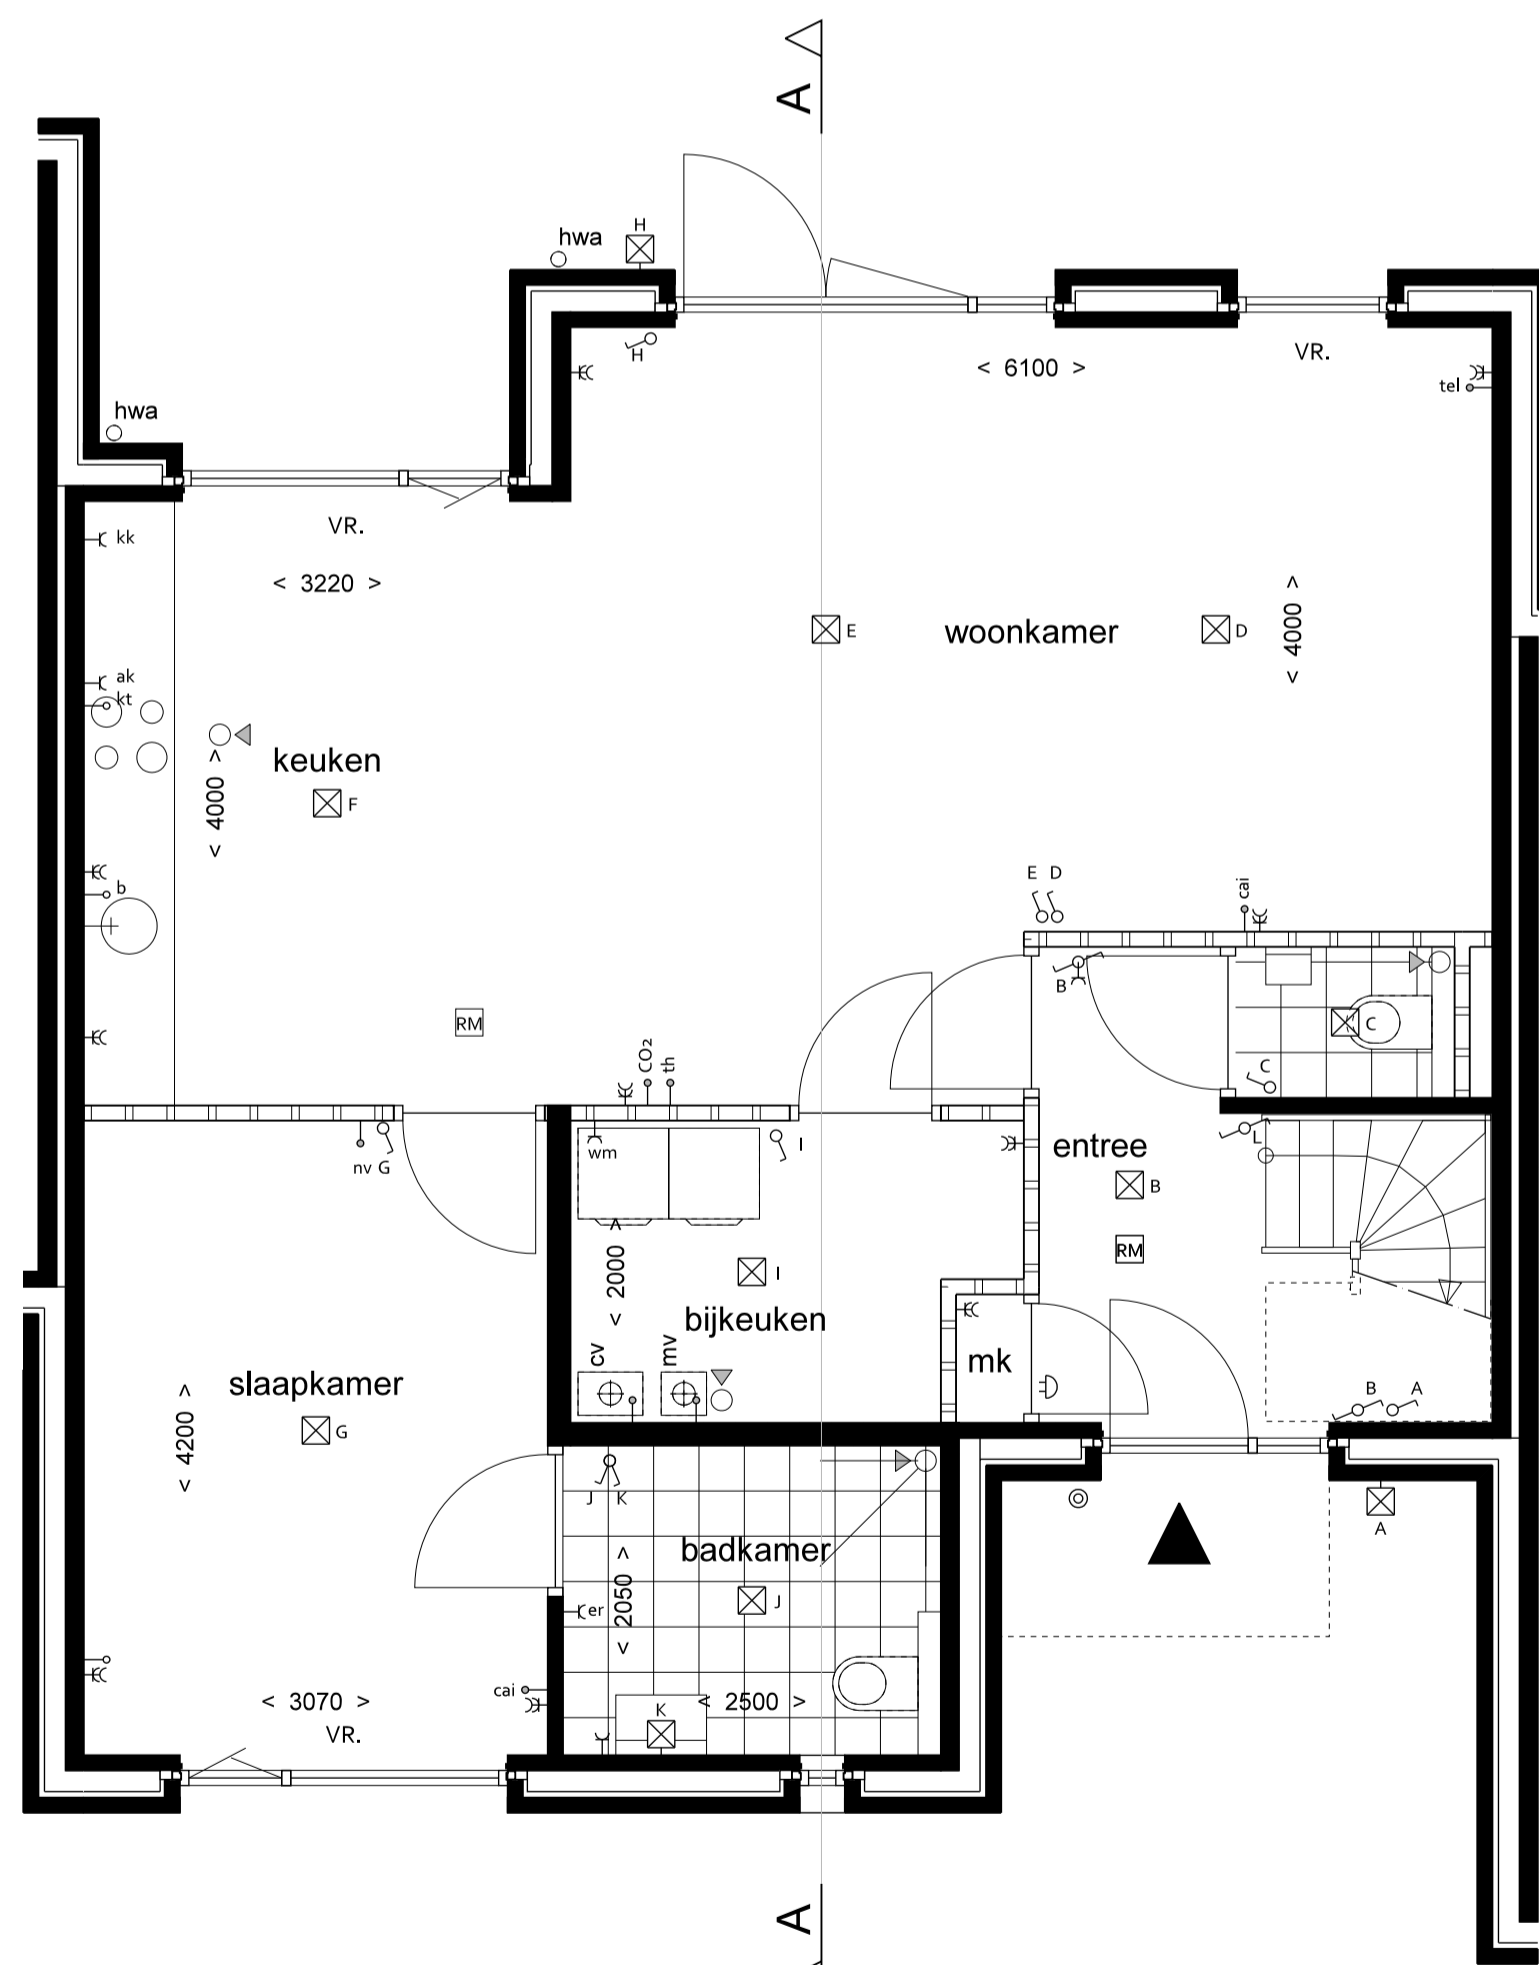 A
H
hwa
H
< 6100 >
VR.
tel
hwa
VR.
kk
< 3220 >
E
woonkamer
D
< 4000 >
ak
kt
keuken
< 4000 >
F
b
E D
cai
B
RM
C
CO2
th
C
nv G
wm
I
entree
L
B
< 2000 >
I
RM
bijkeuken
cv
mv
mk
slaapkamer
B
A
< 4200 >
G
J
K
A
badkamer
< 2050 >
J
er
cai
< 3070 >
< 2500 >
K
VR.
A